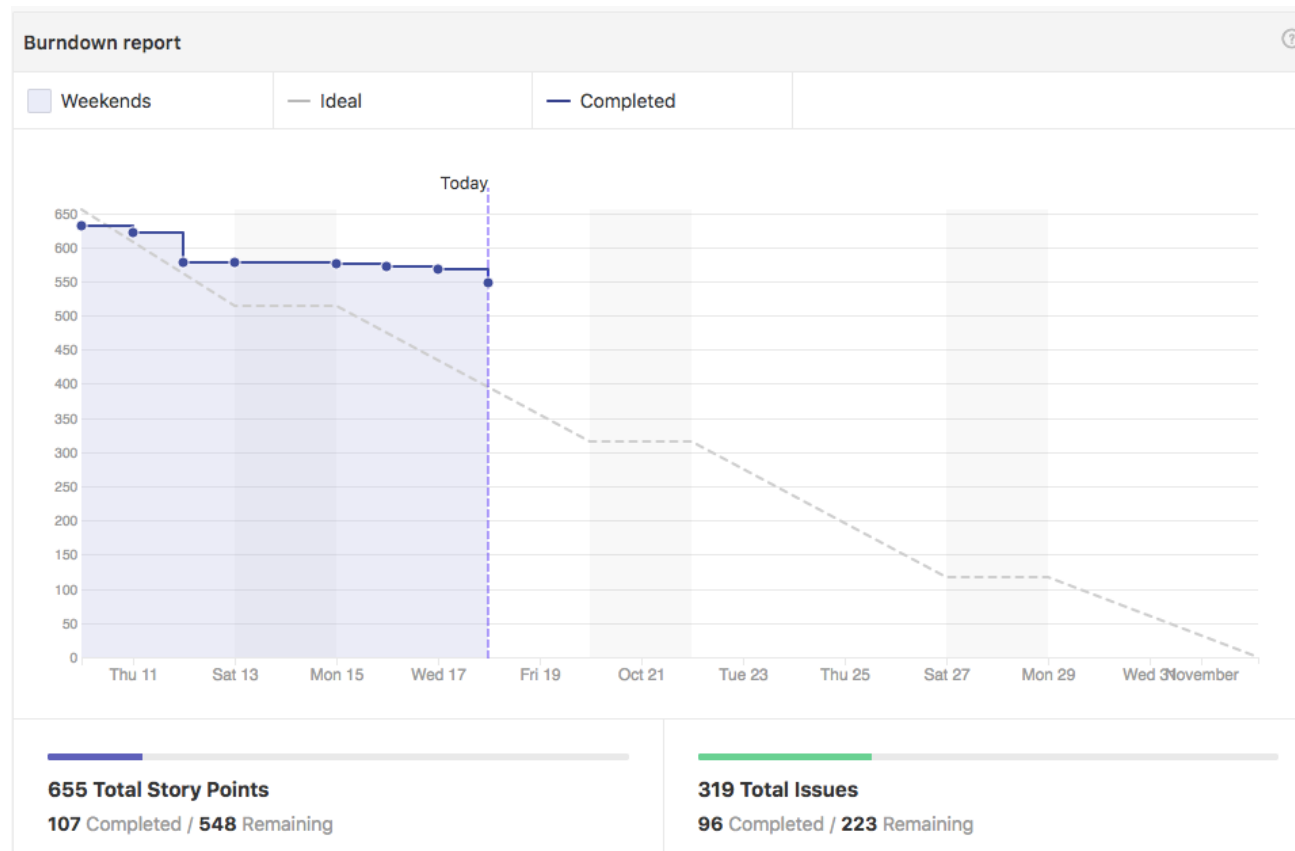 Burndown report
?
Weekends
Ideal
Completed
Today
650
600
550
500
450
400
350
300
250
200
150
100
50
0
Thu 11 Sat 13 Mon 15 Wed 17 Fri 19 Oct 21 Tue 23 Thu 25 Sat 27 Mon 29 Wed 31 November
655 Total Story Points
107 Completed / 548 Remaining
319 Total Issues
96 Completed / 223 Remaining